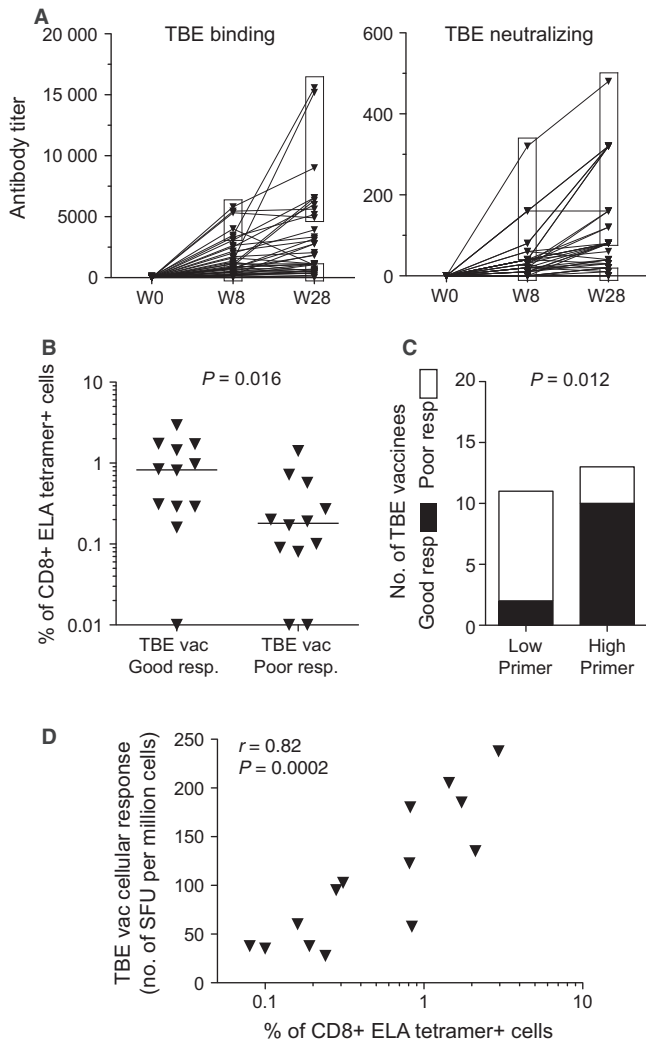 A
TBE binding
TBE neutralizing
Antibody titer
20 000
15 000
10 000
5000
0
W0 W8 W28
600
400
200
0
W0 W8 W28
B
P = 0.016
% of CD8+ ELA tetramer+ cells
10
1
0.1
0.01
TBE vac
Good resp.
TBE vac
Poor resp.
C
P = 0.012
No. of TBE vaccinees
Good resp Poor resp
20
15
10
5
0
Low
Primer
High
Primer
D
r = 0.82
P = 0.0002
TBE vac cellular response
(no. of SFU per million cells)
250
200
150
100
50
0
0.1 1 10
% of CD8+ ELA tetramer+ cells